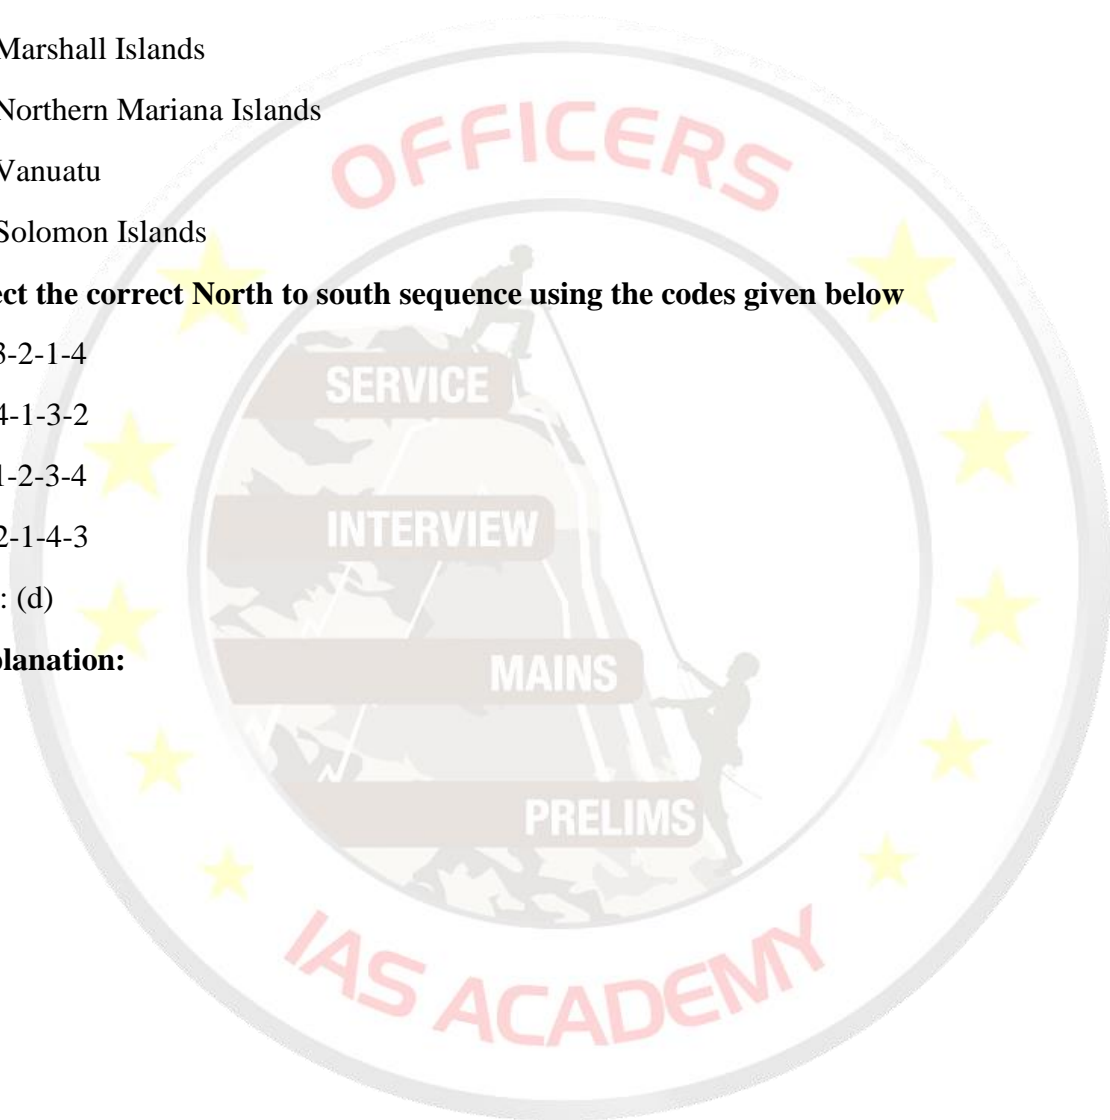 Marshall Islands
Northern Mariana Islands
Vanuatu
Solomon Islands
ect the correct North to south sequence using the codes given below
3-2-1-4
4-1-3-2
1-2-3-4
2-1-4-3
: (d)
planation:
OFFICERS
SERVICE
INTERVIEW
MAINS
PRELIMS
IAS ACADEMY